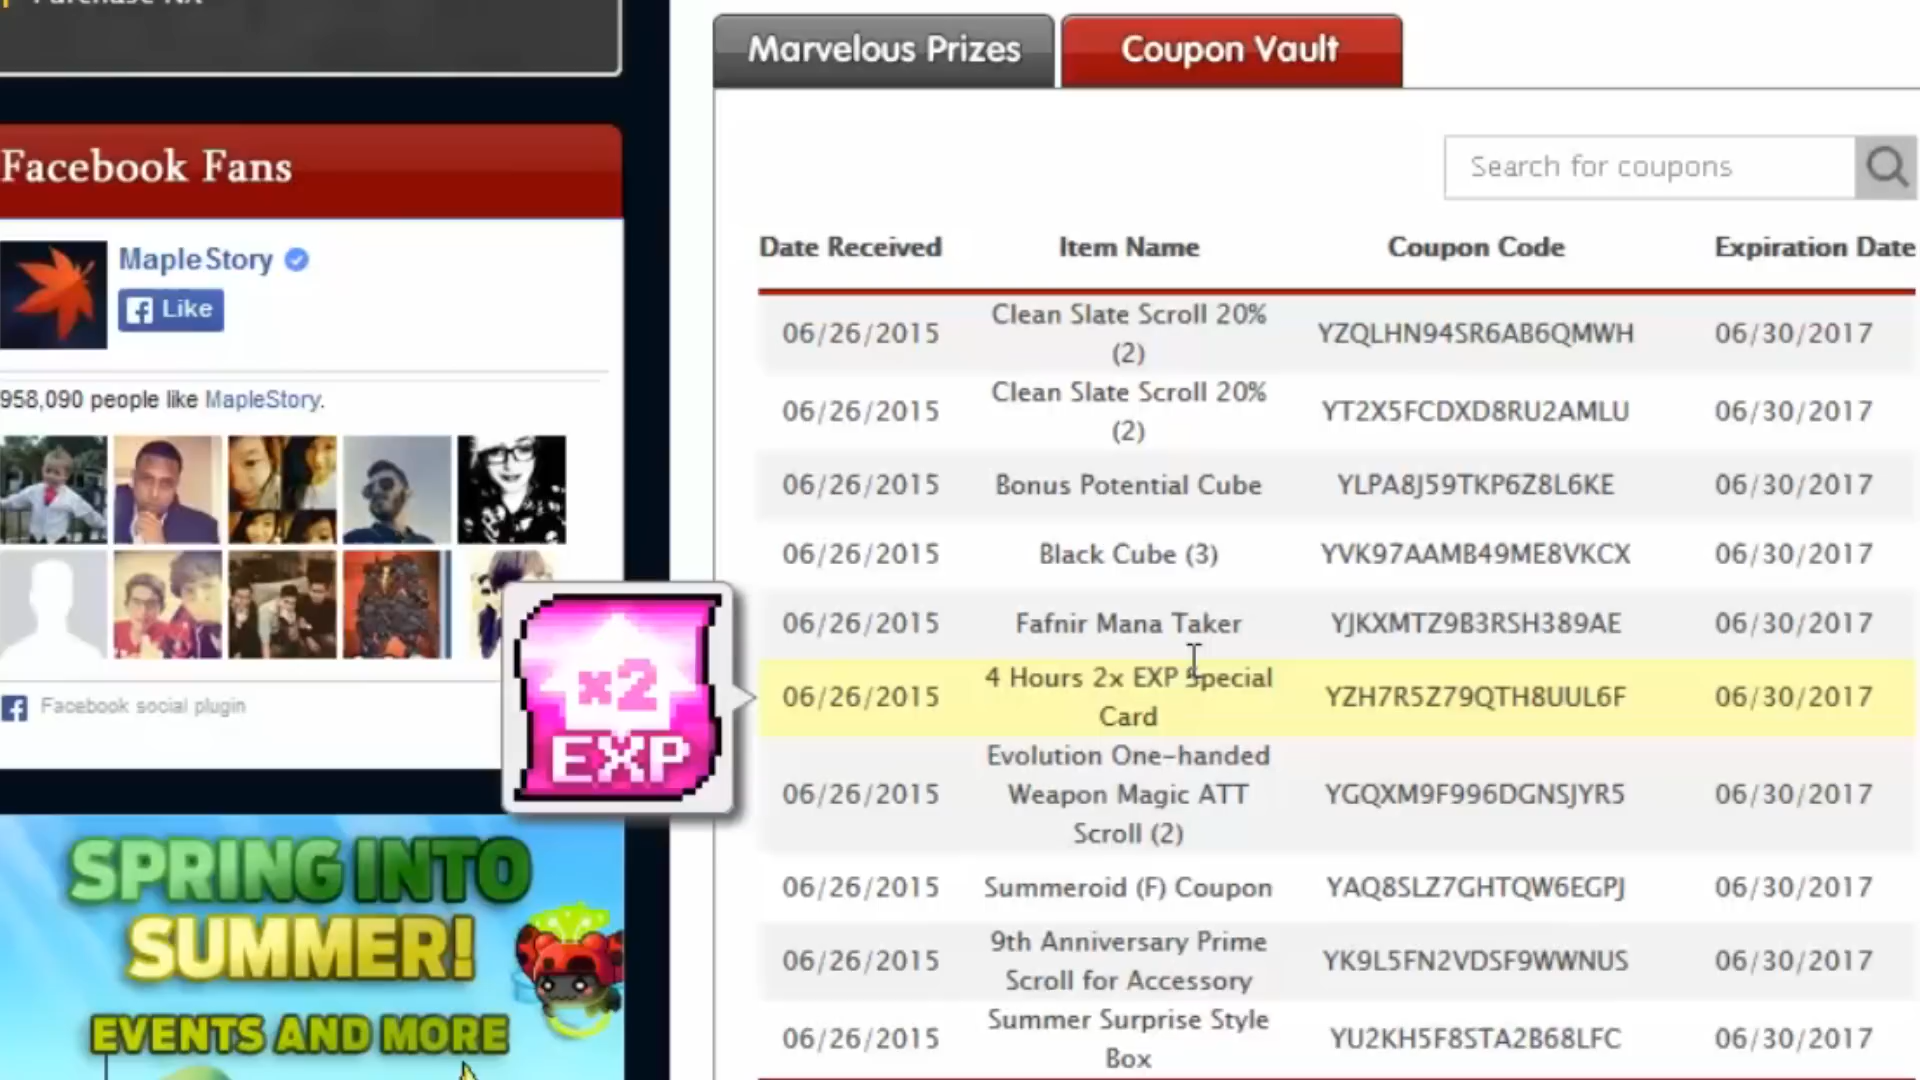 Purchase NX
Marvelous Prizes
Coupon Vault
Facebook Fans
MapleStory
Like
958,090 people like MapleStory.
Facebook social plugin
x2
EXP
SPRING INTO
SUMMER!
EVENTS AND MORE
Search for coupons
Date Received Item Name Coupon Code Expiration Date
06/26/2015 Clean Slate Scroll 20% YZQLHN94SR6AB6QMWH 06/30/2017
(2)
06/26/2015 Clean Slate Scroll 20% YT2X5FCDXD8RU2AMLU 06/30/2017
(2)
06/26/2015 Bonus Potential Cube YLPA8J59TKP6Z8L6KE 06/30/2017
06/26/2015 Black Cube (3) YVK97AAMB49ME8VKCX 06/30/2017
06/26/2015 Fafnir Mana Taker YJKXMTZ9B3RSH389AE 06/30/2017
06/26/2015 4 Hours 2x EXP Special YZH7R5Z79QTH8UUL6F 06/30/2017
Card
Evolution One-handed
06/26/2015 Weapon Magic ATT YGQXM9F996DGNSJYR5 06/30/2017
Scroll (2)
06/26/2015 Summeroid (F) Coupon YAQ8SLZ7GHTQW6EGPJ 06/30/2017
06/26/2015 9th Anniversary Prime YK9L5FN2VDSF9WWNUS 06/30/2017
Scroll for Accessory
06/26/2015 Summer Surprise Style YU2KH5F8STA2B68LFC 06/30/2017
Box